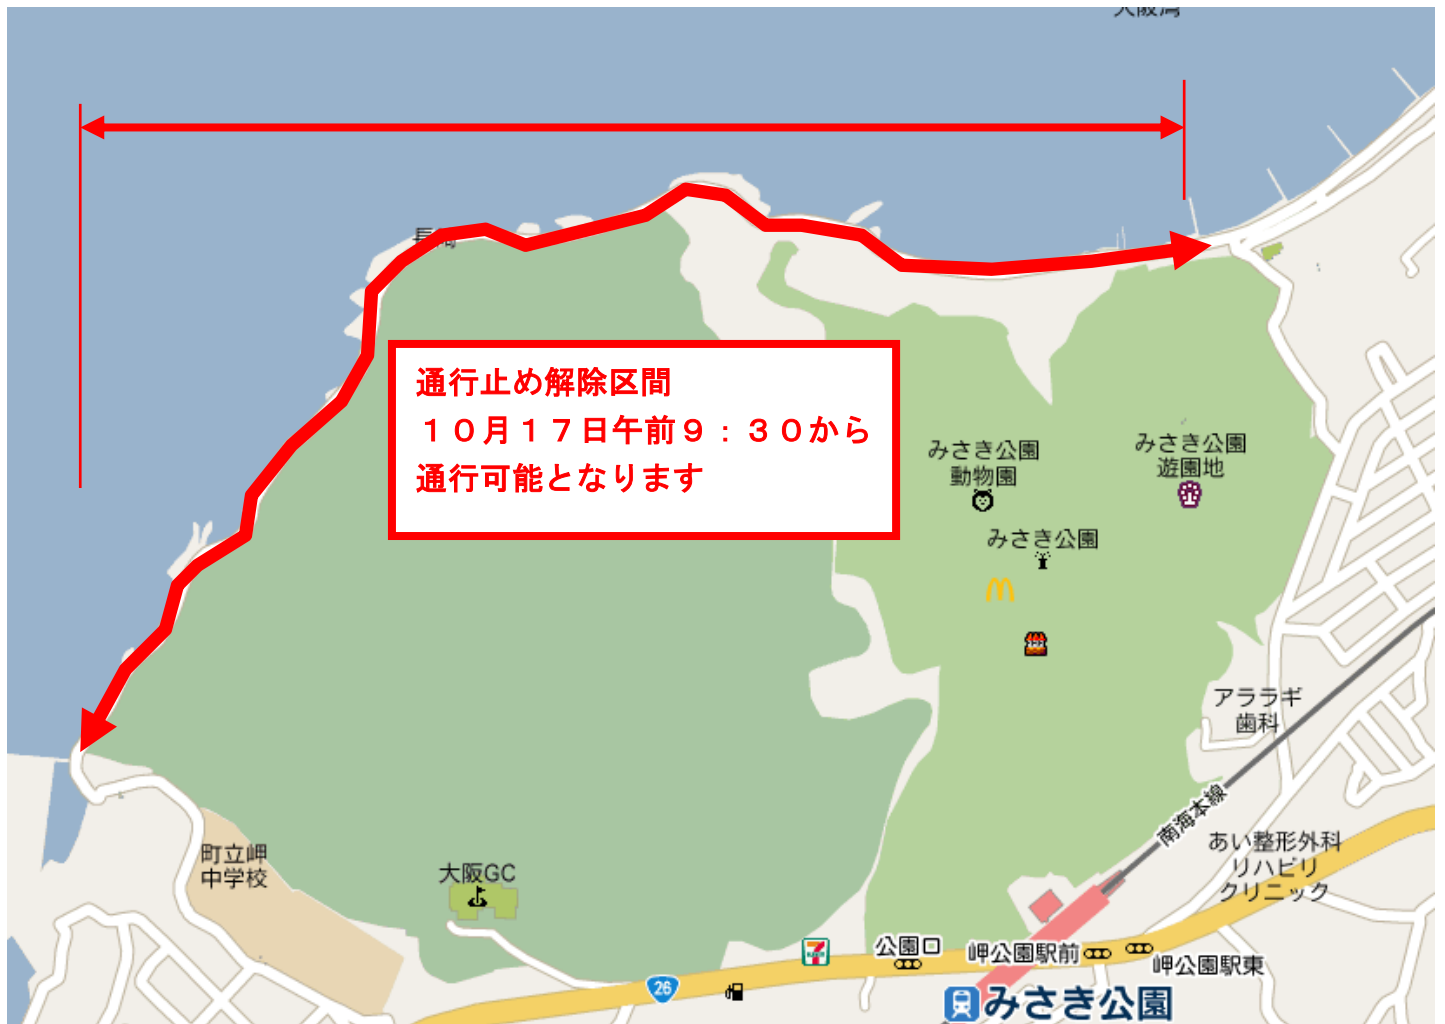 通行止め解除区間
１０月１７日午前９：３０から
通行可能となります
みさき公園
動物園
みさき公園
遊園地
みさき公園
アララギ
歯科
南海本線
あい整形外科
リハビリ
クリニック
町立岬
中学校
大阪GC
公園口
岬公園駅前
岬公園駅東
26
7
みさき公園